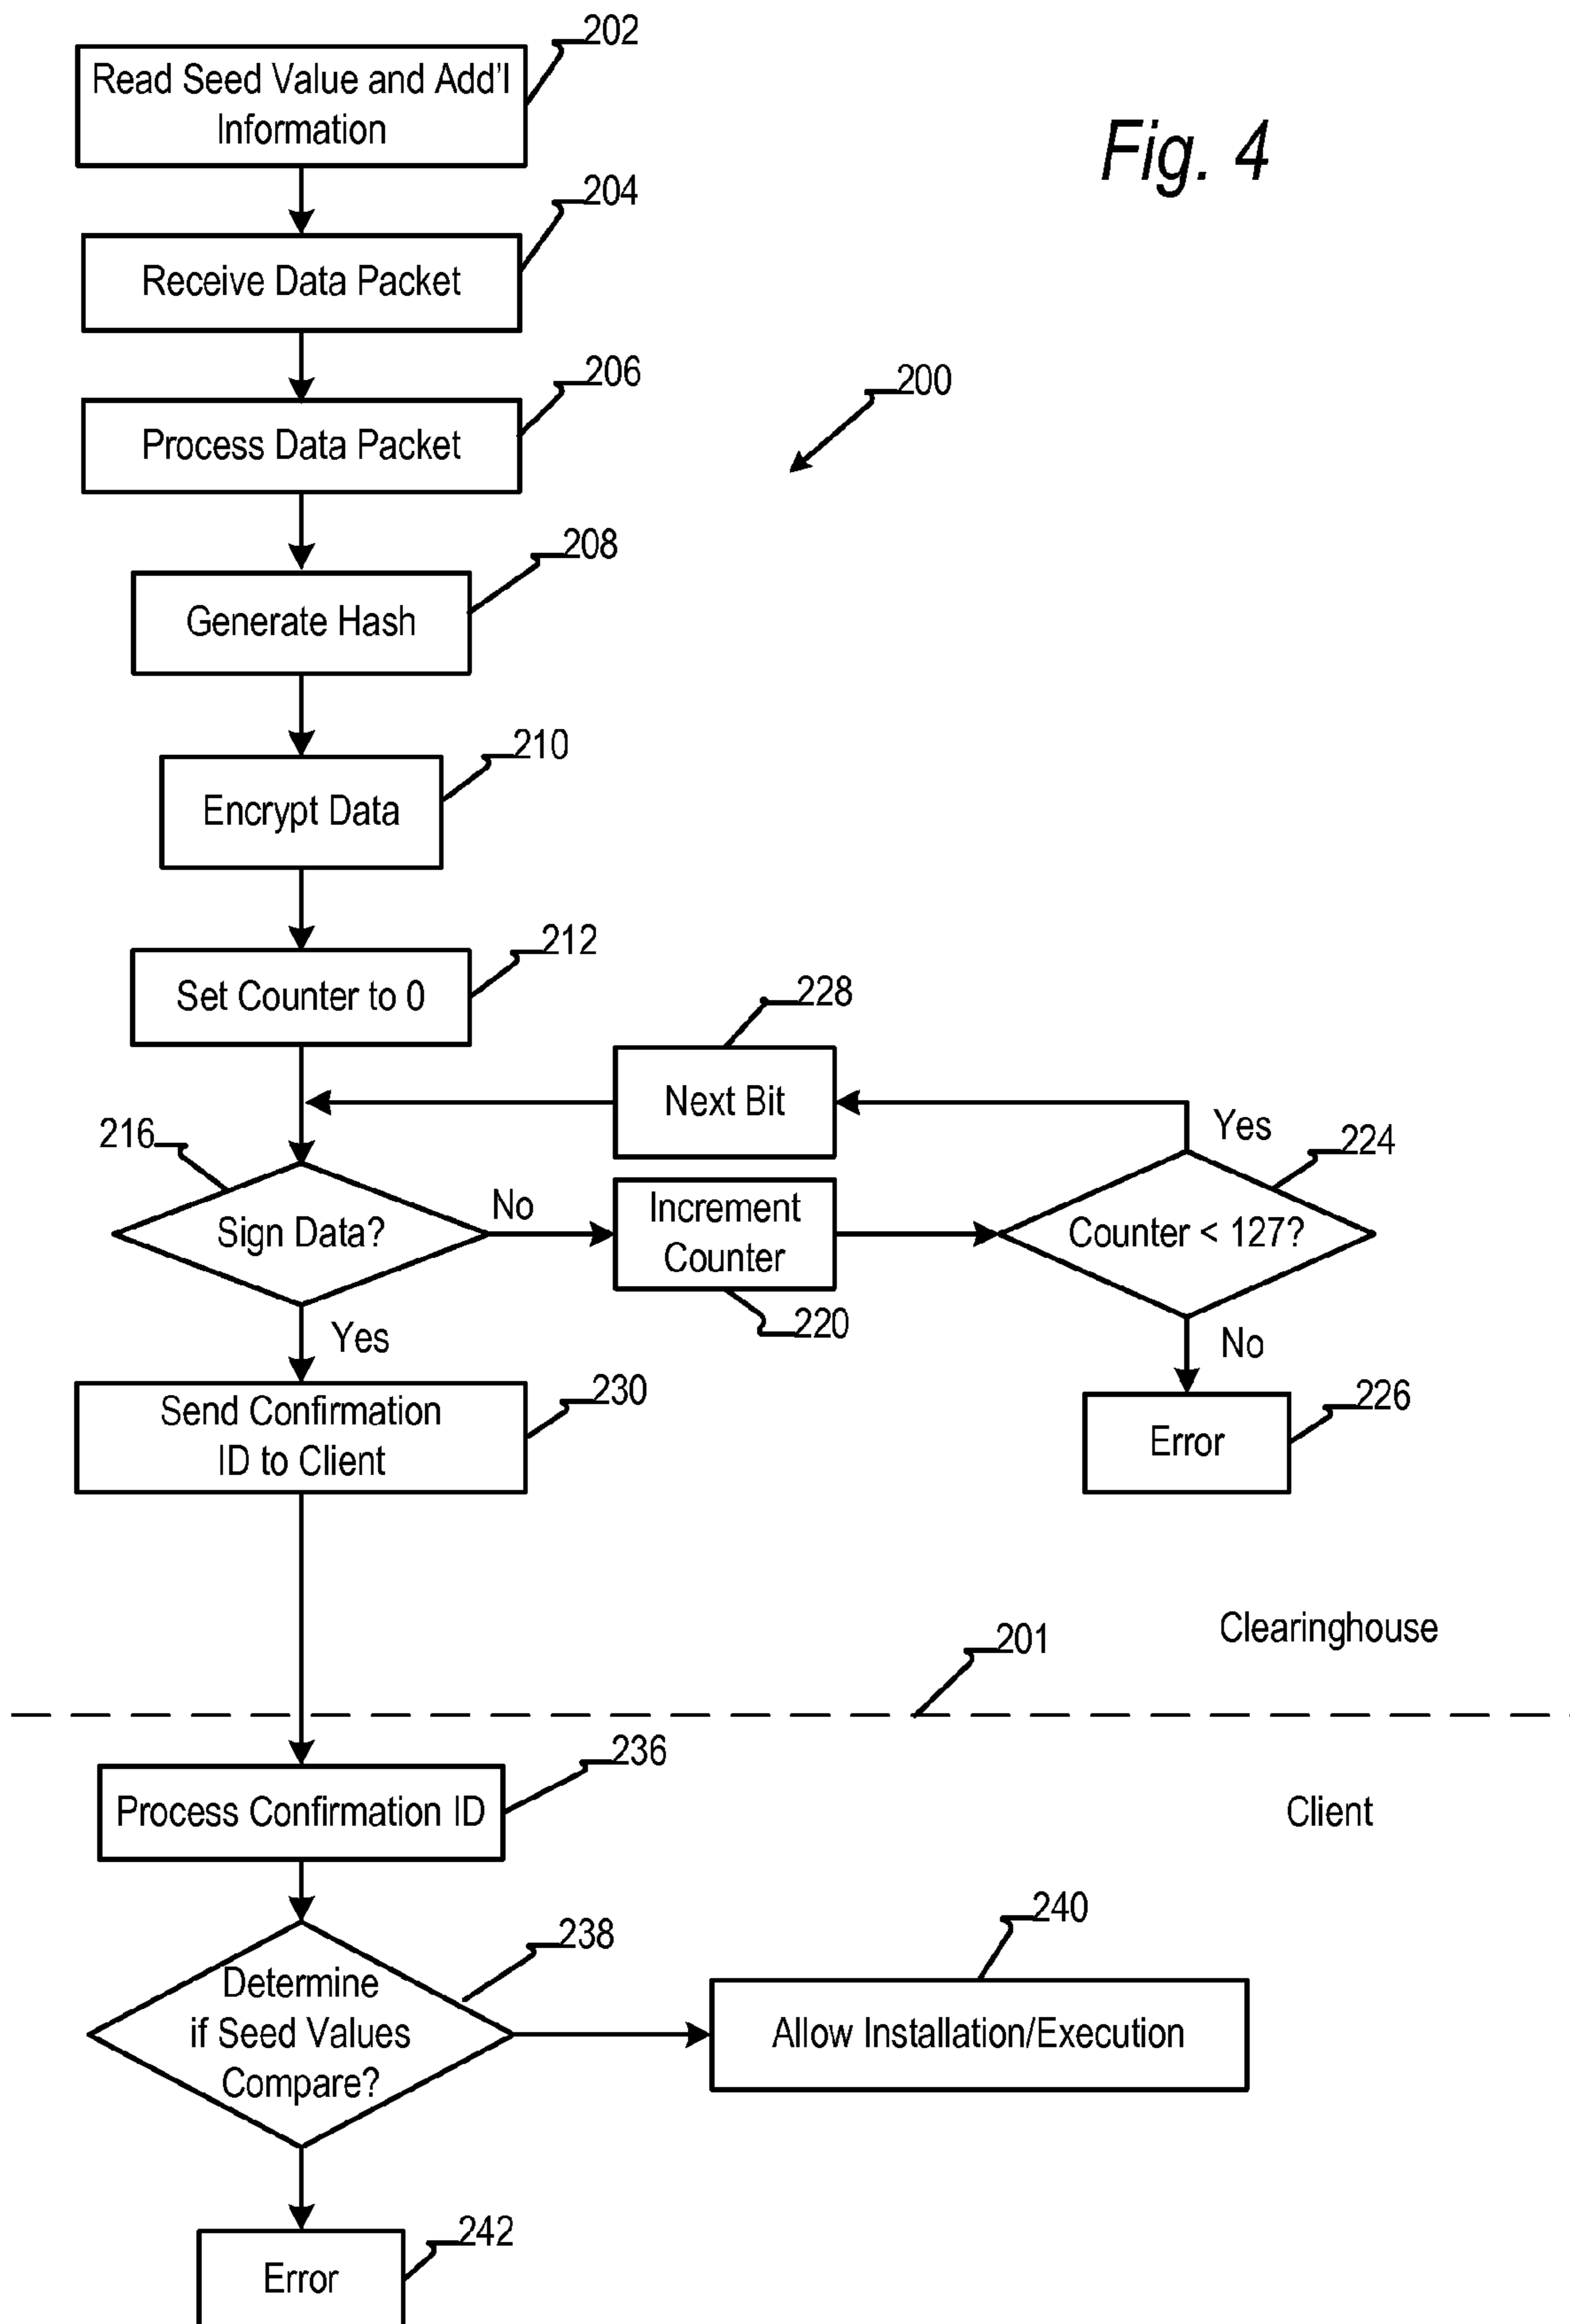 202
Read Seed Value and Add'l
Information
Fig. 4
204
Receive Data Packet
206
200
Process Data Packet
208
Generate Hash
210
Encrypt Data
212
Set Counter to 0
228
Next Bit
Yes
216
224
Sign Data?
No
Increment
Counter
Counter < 127?
220
Yes
No
Send Confirmation
ID to Client
230
226
Error
Clearinghouse
201
236
Process Confirmation ID
Client
240
238
Determine
if Seed Values
Compare?
Allow Installation/Execution
242
Error